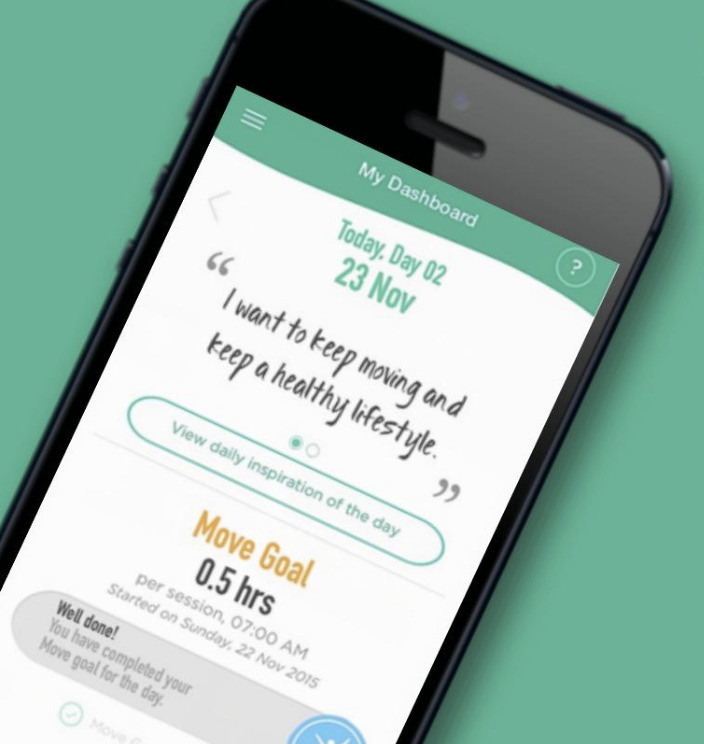 My Dashboard
?
Today, Day 02
23 Nov
“
I want to keep moving and
keep a healthy lifestyle.
”
View daily inspiration of the day
Move Goal
0.5 hrs
per session, 07:00 AM
Started on Sunday, 22 Nov 2015
Well done!
You have completed your
Move goal for the day.
Move